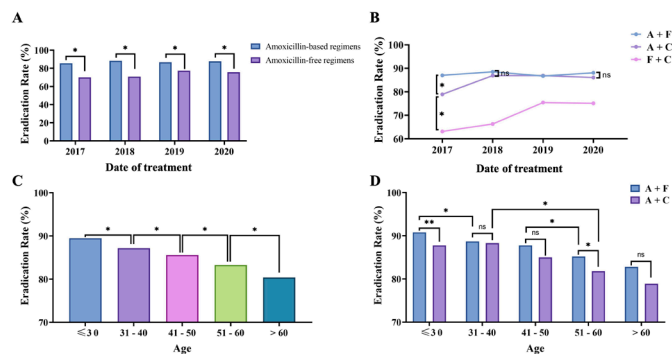 A
Amoxicillin-based regimens
Amoxicillin-free regimens
Eradication Rate (%)
100
80
60
40
20
0
* * * *
2017 2018 2019 2020
Date of treatment
B
A + F
A + C
F + C
Eradication Rate (%)
100
90
80
70
60
*
*
ns
ns
2017 2018 2019 2020
Date of treatment
C
Eradication Rate (%)
100
90
80
70
* * * *
≤30 31 - 40 41 - 50 51 - 60 > 60
Age
D
A + F
A + C
Eradication Rate (%)
100
90
80
70
* *
** ns ns * * ns
≤30 31 - 40 41 - 50 51 - 60 > 60
Age